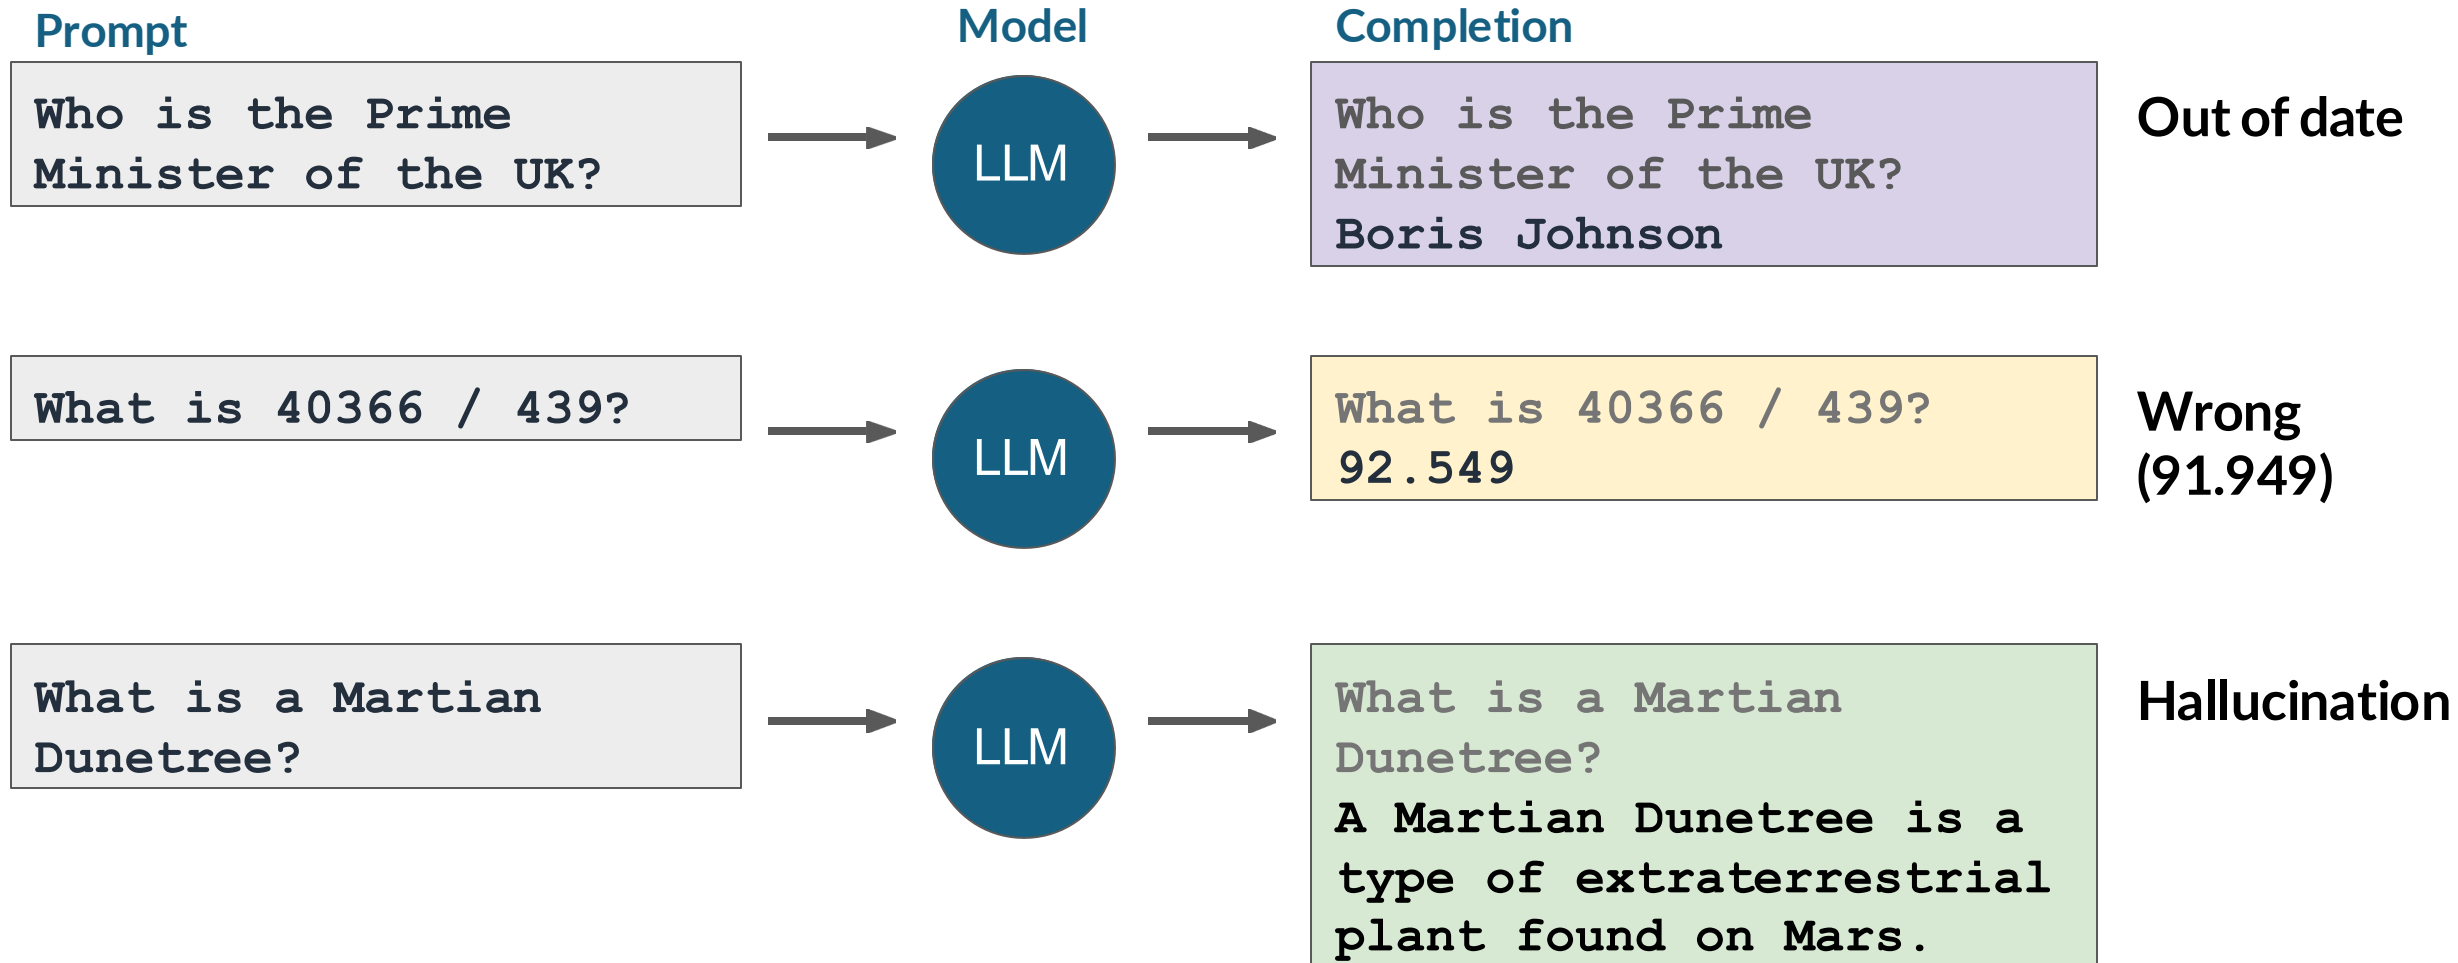 Prompt
Model
Completion
Who is the Prime
Minister of the UK?
LLM
Who is the Prime
Minister of the UK?
Boris Johnson
Out of date
What is 40366 / 439?
LLM
What is 40366 / 439?
92.549
Wrong
(91.949)
What is a Martian
Dunetree?
LLM
What is a Martian
Dunetree?
A Martian Dunetree is a
type of extraterrestrial
plant found on Mars.
Hallucination